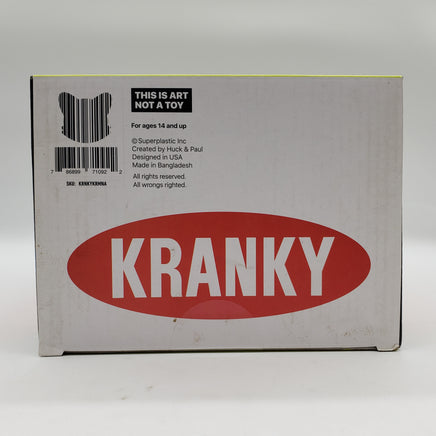 THIS IS ART
NOT A TOY
For ages 14 and up
© Superplastic Inc
Created by Huck & Paul
Designed in USA
Made in Bangladesh
All rights reserved.
All wrongs righted.
7 86899 71092 2
SKU: KRNKYKRMNA
KRANKY